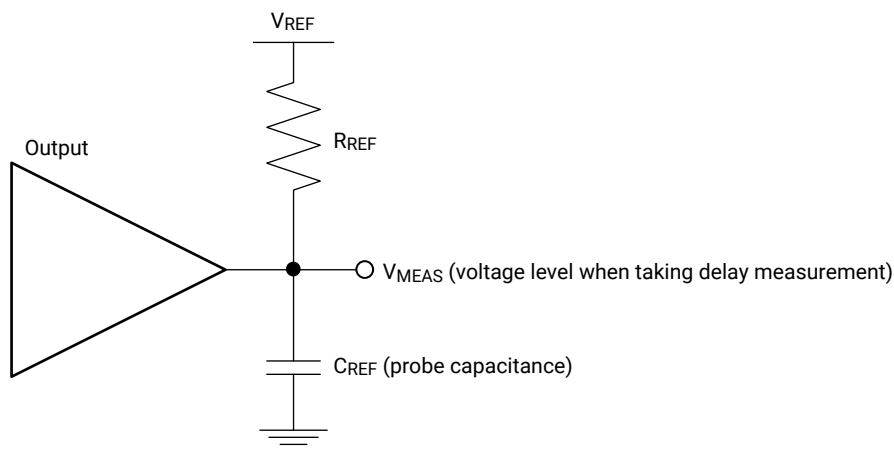 VREF
RREF
Output
VMEAS (voltage level when taking delay measurement)
CREF (probe capacitance)